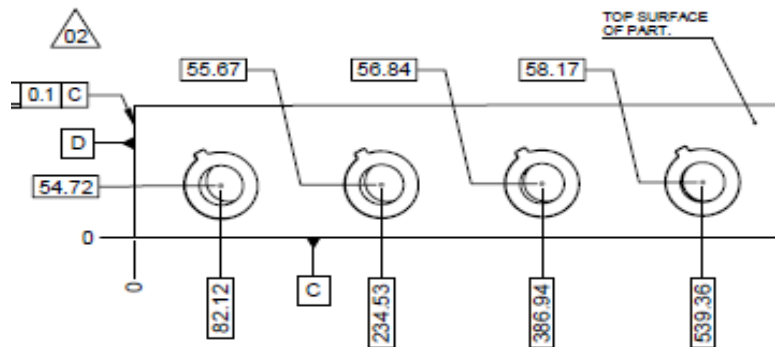 02
TOP SURFACE
OF PART.
55.67
56.84
58.17
0.1 C
D
54.72
0
C
0
82.12
234.53
386.94
539.36